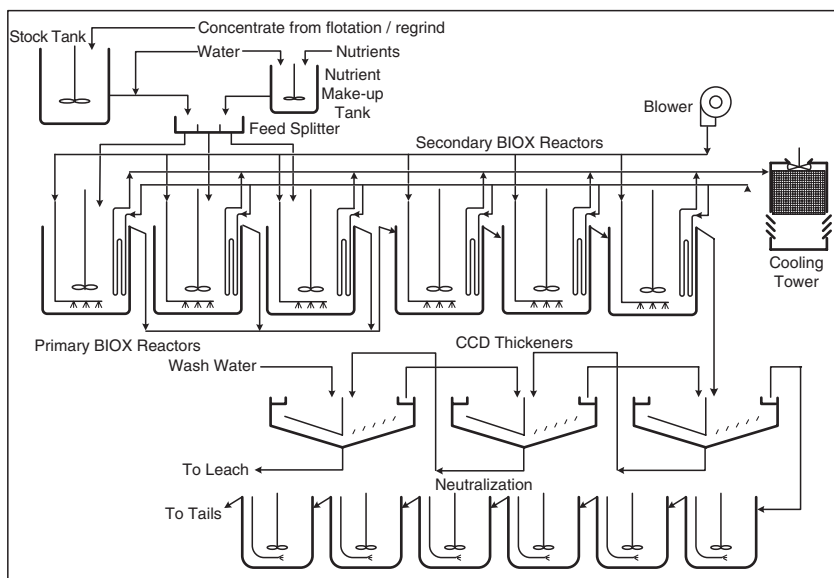 Concentrate from flotation / regrind
Stock Tank
Water
Nutrients
Nutrient
Make-up
Tank
Blower
Feed Splitter
Secondary BIOX Reactors
Cooling
Tower
Primary BIOX Reactors
CCD Thickeners
Wash Water
To Leach
Neutralization
To Tails